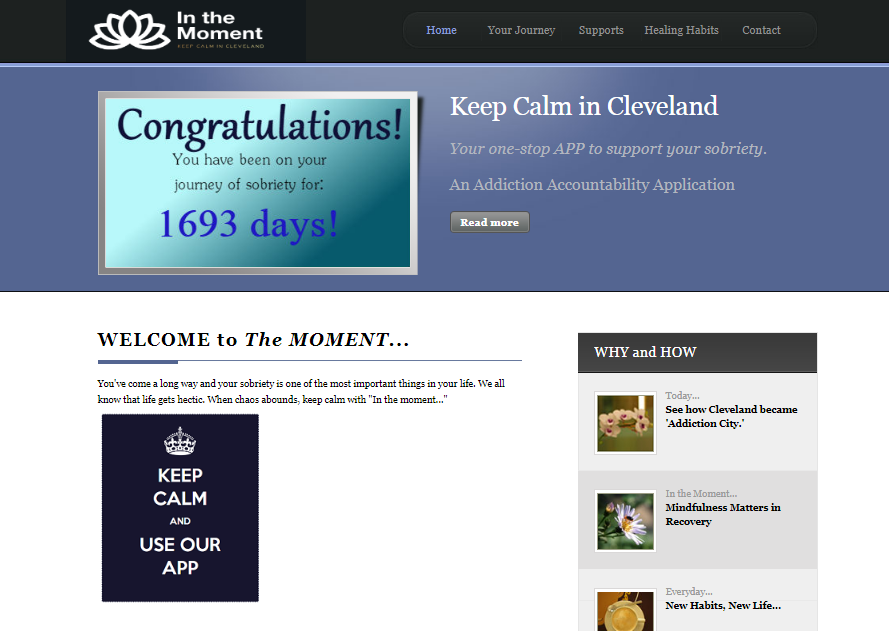 In the
Moment
KEEP CALM IN CLEVELAND
Home
Your Journey
Supports
Healing Habits
Contact
Congratulations!
You have been on your
journey of sobriety for:
1693 days!
Keep Calm in Cleveland
Your one-stop APP to support your sobriety.
An Addiction Accountability Application
Read more
WELCOME to The MOMENT...
You've come a long way and your sobriety is one of the most important things in your life. We all
know that life gets hectic. When chaos abounds, keep calm with "In the moment..."
KEEP
CALM
AND
USE OUR
APP
WHY and HOW
Today...
See how Cleveland became
'Addiction City.'
In the Moment...
Mindfulness Matters in
Recovery
Everyday...
New Habits, New Life...